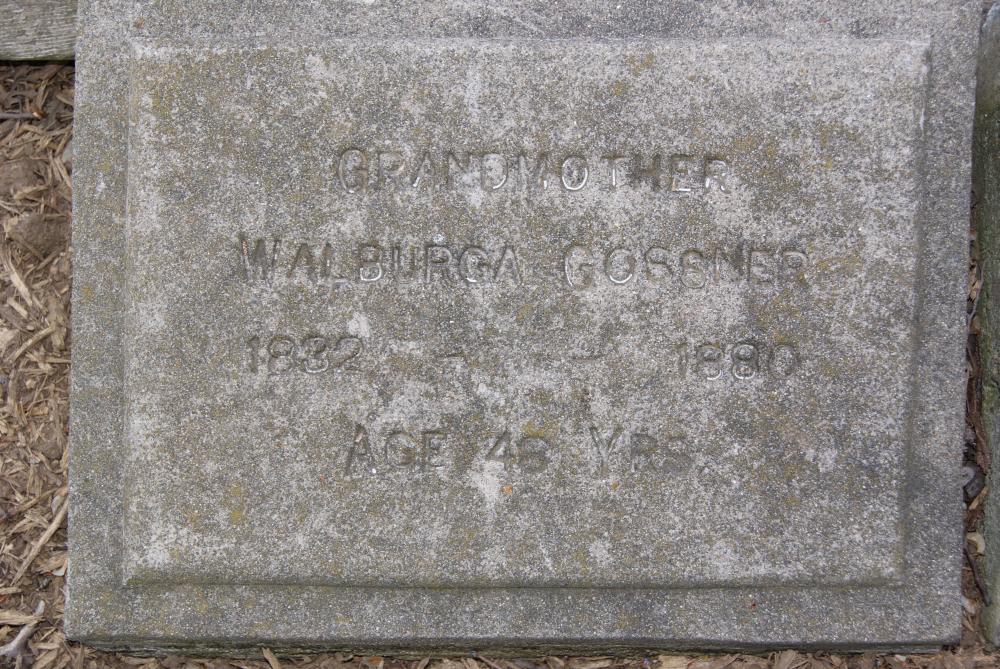 GRANDMOTHER
WALBURGA GOSSNER
1832 - - 1880
AGE 48 YRS.